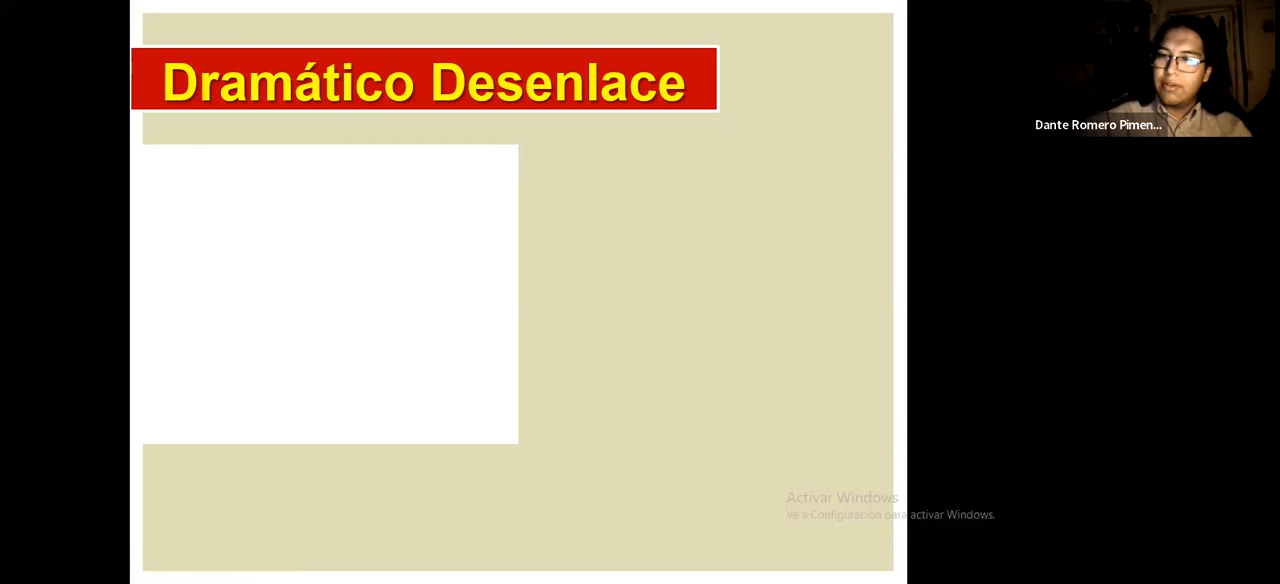 Dramático Desenlace
Dante Romero Pimen...
Activar Windows
Ve a Configuración para activar Windows.